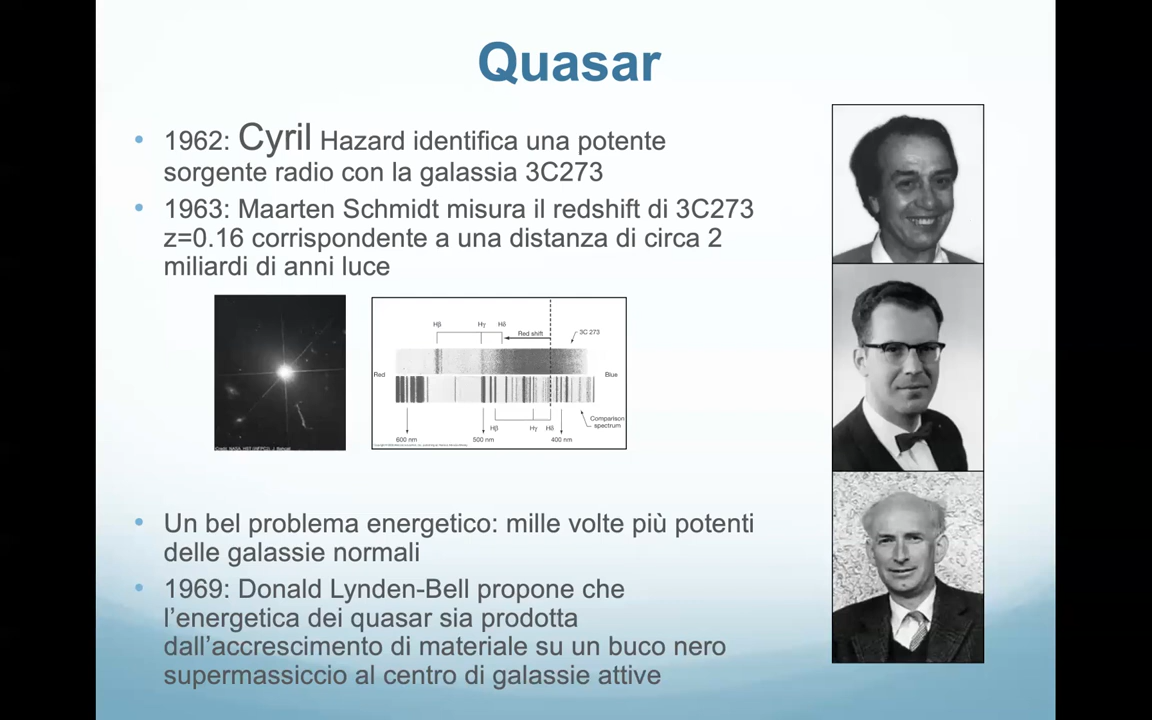 Quasar
• 1962: Cyril Hazard identifica una potente
sorgente radio con la galassia 3C273
• 1963: Maarten Schmidt misura il redshift di 3C273
z=0.16 corrispondente a una distanza di circa 2
miliardi di anni luce
Hβ Hγ Hδ
Red shift
3C 273
Red
Blue
Hβ Hγ Hδ
Comparison
spectrum
600 nm 500 nm 400 nm
• Un bel problema energetico: mille volte più potenti
delle galassie normali
• 1969: Donald Lynden-Bell propone che
l’energetica dei quasar sia prodotta
dall’accrescimento di materiale su un buco nero
supermassiccio al centro di galassie attive